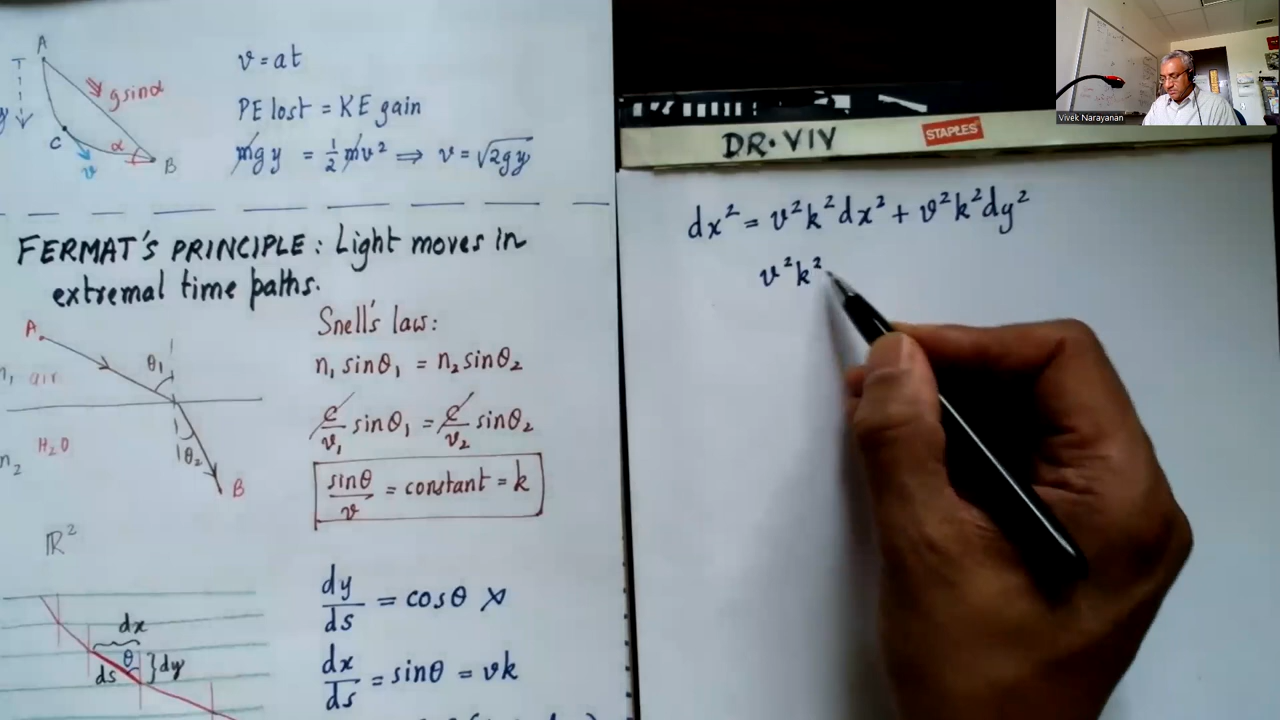 A
g sinα
y
C
α
v
B
v = at
PE lost = KE gain
mgy = 1/2 mv² ⟹ v = √2gy
FERMAT'S PRINCIPLE: Light moves in
extremal time paths.
A
θ₁
n₁ air
n₂ H₂O
θ₂
B
Snell's law:
n₁ sinθ₁ = n₂ sinθ₂
c/v₁ sinθ₁ = c/v₂ sinθ₂
sinθ/v = constant = k
ℝ²
dx
θ
ds
dy
dy/ds = cosθ ✗
dx/ds = sinθ = vk
DR. VIV
STAPLES
dx² = v²k²dx² + v²k²dy²
v²k²
Vivek Narayanan